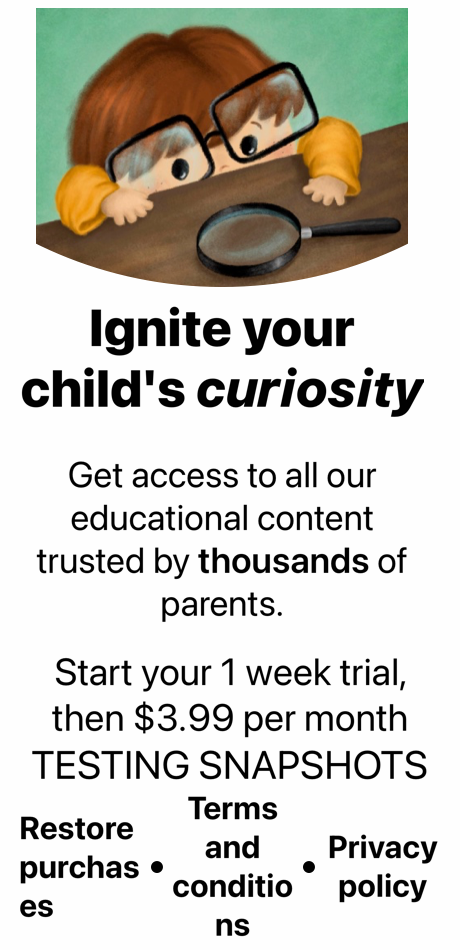 Ignite your
child's curiosity
Get access to all our
educational content
trusted by thousands of
parents.
Start your 1 week trial,
then $3.99 per month
TESTING SNAPSHOTS
Restore
purchas
es
•
Terms
and
conditio
ns
•
Privacy
policy